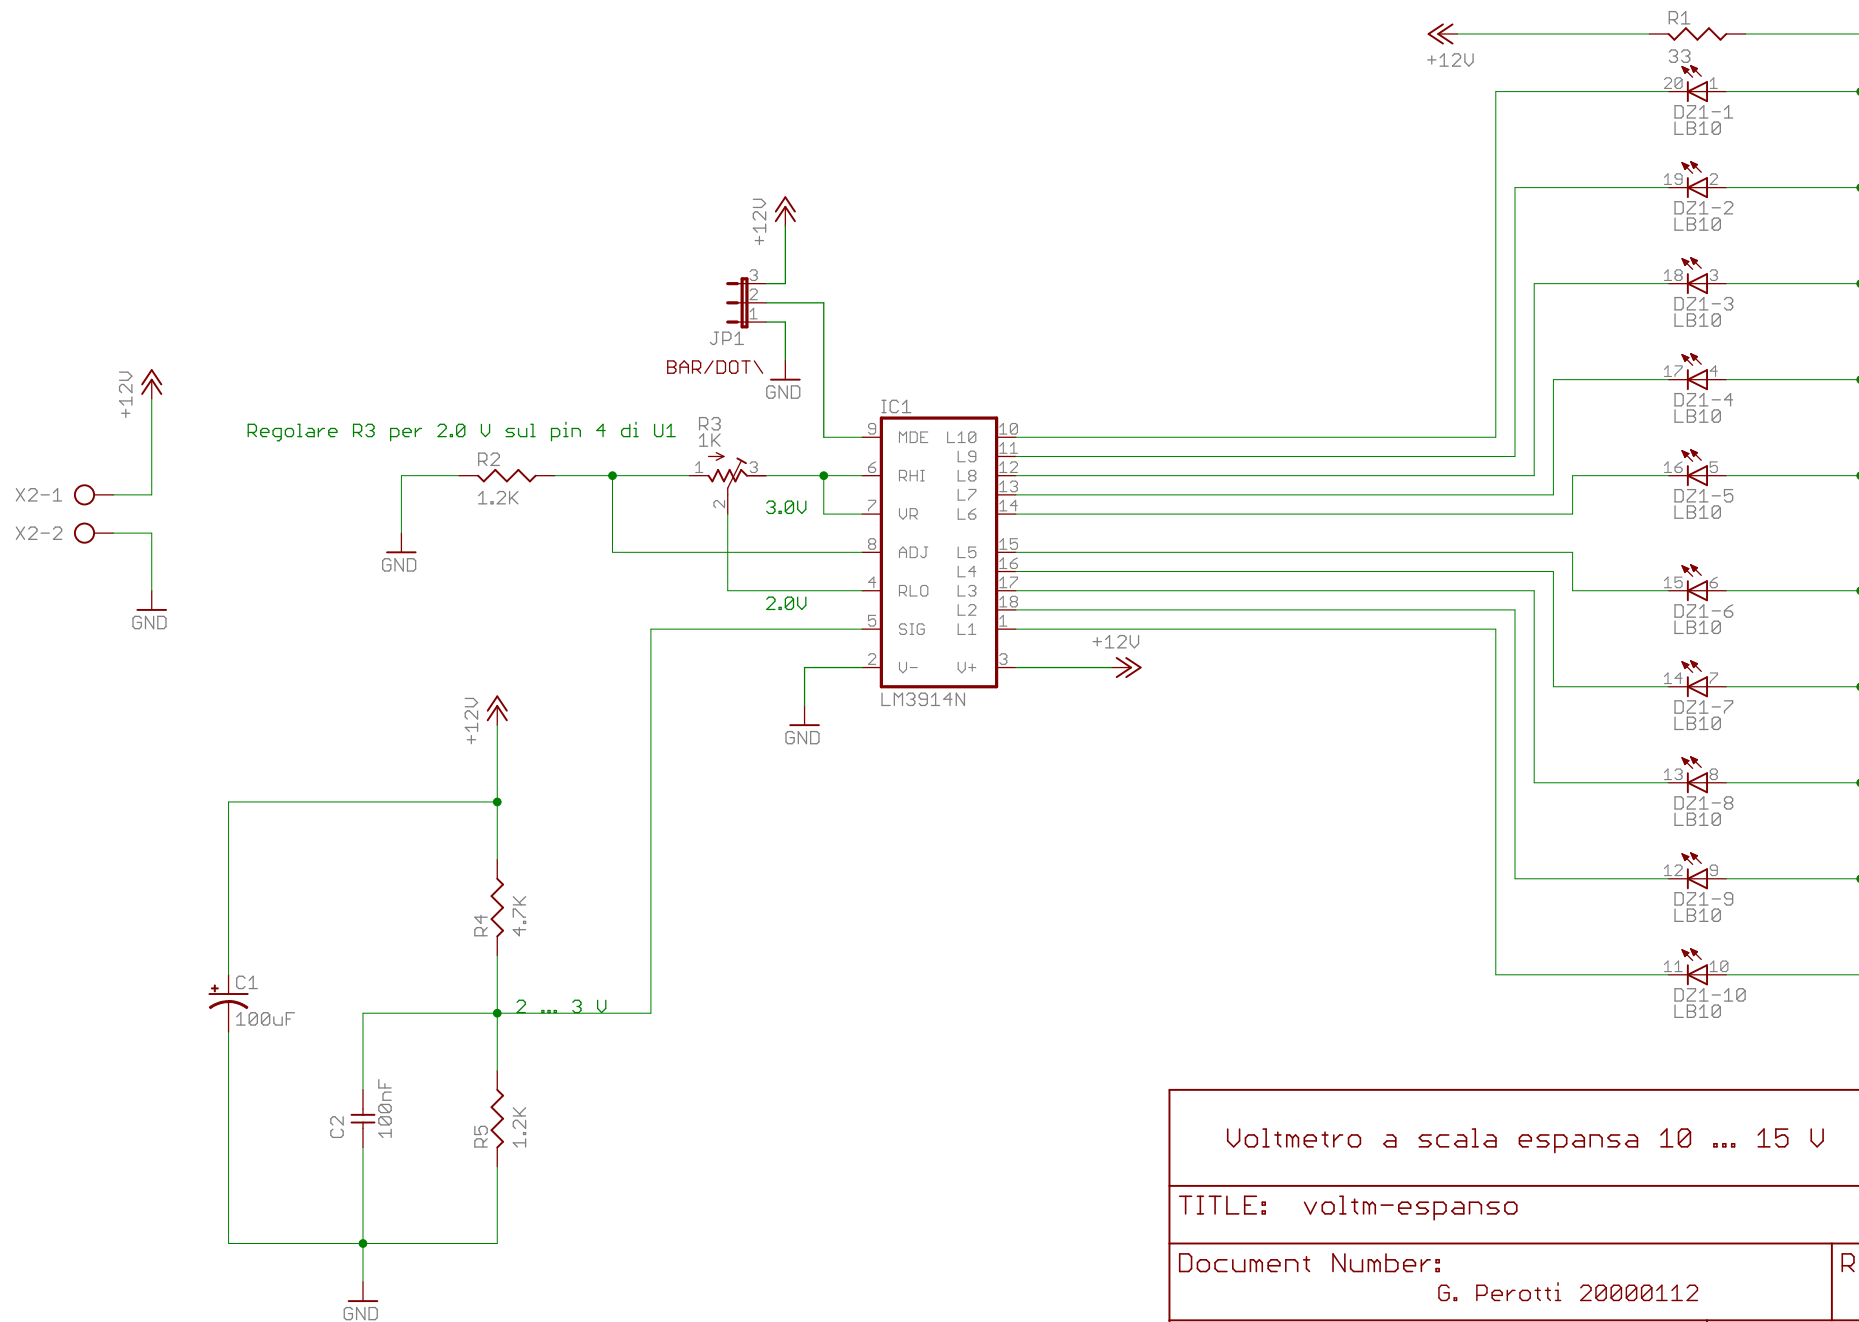 R1
+12V
33
20 1
DZ1-1
LB10
19 2
DZ1-2
LB10
18 3
DZ1-3
LB10
17 4
DZ1-4
LB10
16 5
DZ1-5
LB10
15 6
DZ1-6
LB10
14 7
DZ1-7
LB10
13 8
DZ1-8
LB10
12 9
DZ1-9
LB10
11 10
DZ1-10
LB10
+12V
3
2
1
JP1
BAR/DOT\
GND
+12V
X2-1
X2-2
GND
Regolare R3 per 2.0 V sul pin 4 di U1
R2
1.2K
GND
R3
1K
1 3
2
3.0V
2.0V
IC1
9 MDE L10 10
L9 11
6 RHI L8 12
L7 13
7 VR L6 14
8 ADJ L5 15
L4 16
4 RLO L3 17
L2 18
5 SIG L1 1
2 V- V+ 3
LM3914N
+12V
GND
+12V
R4
4.7K
C1
100uF
2 ... 3 V
C2
100nF
R5
1.2K
GND
Voltmetro a scala espansa 10 ... 15 V
TITLE: voltm-espanso
Document Number:
R
G. Perotti 20000112